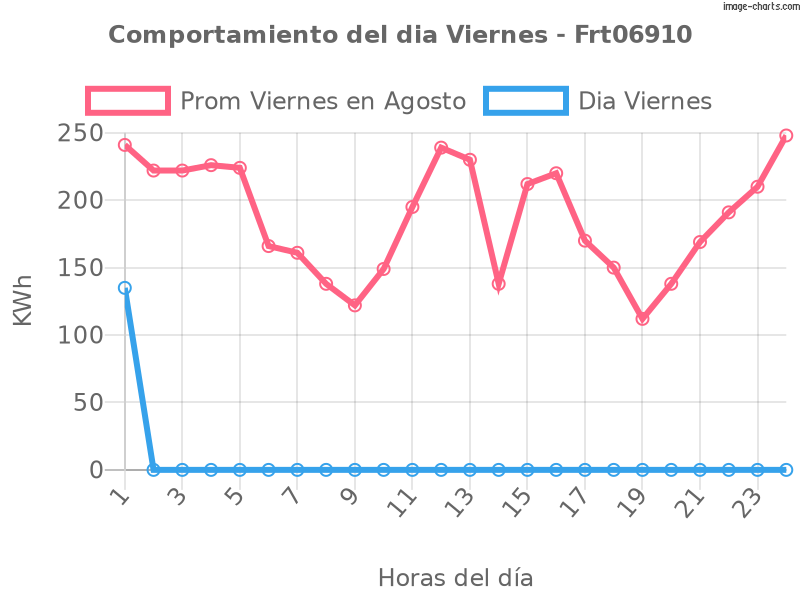 image-charts.com
Comportamiento del dia Viernes - Frt06910
Prom Viernes en Agosto Dia Viernes
250
200
150
100
50
0
KWh
1 3 5 7 9 11 13 15 17 19 21 23
Horas del día